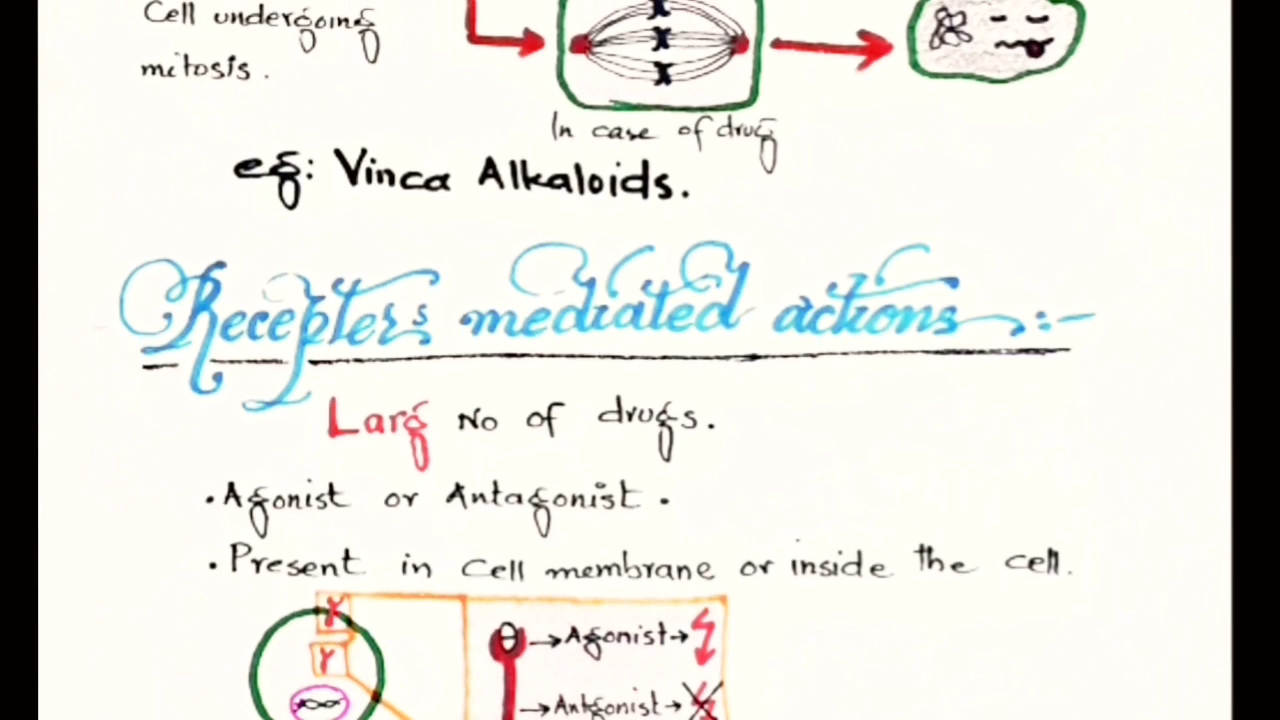 Cell undergoing
mitosis.
In case of drug
eg: Vinca Alkaloids.
Recepters mediated actions :-
Larg No of drugs.
• Agonist or Antagonist.
• Present in cell membrane or inside the cell.
r
r
→ Agonist →
→ Antgonist →